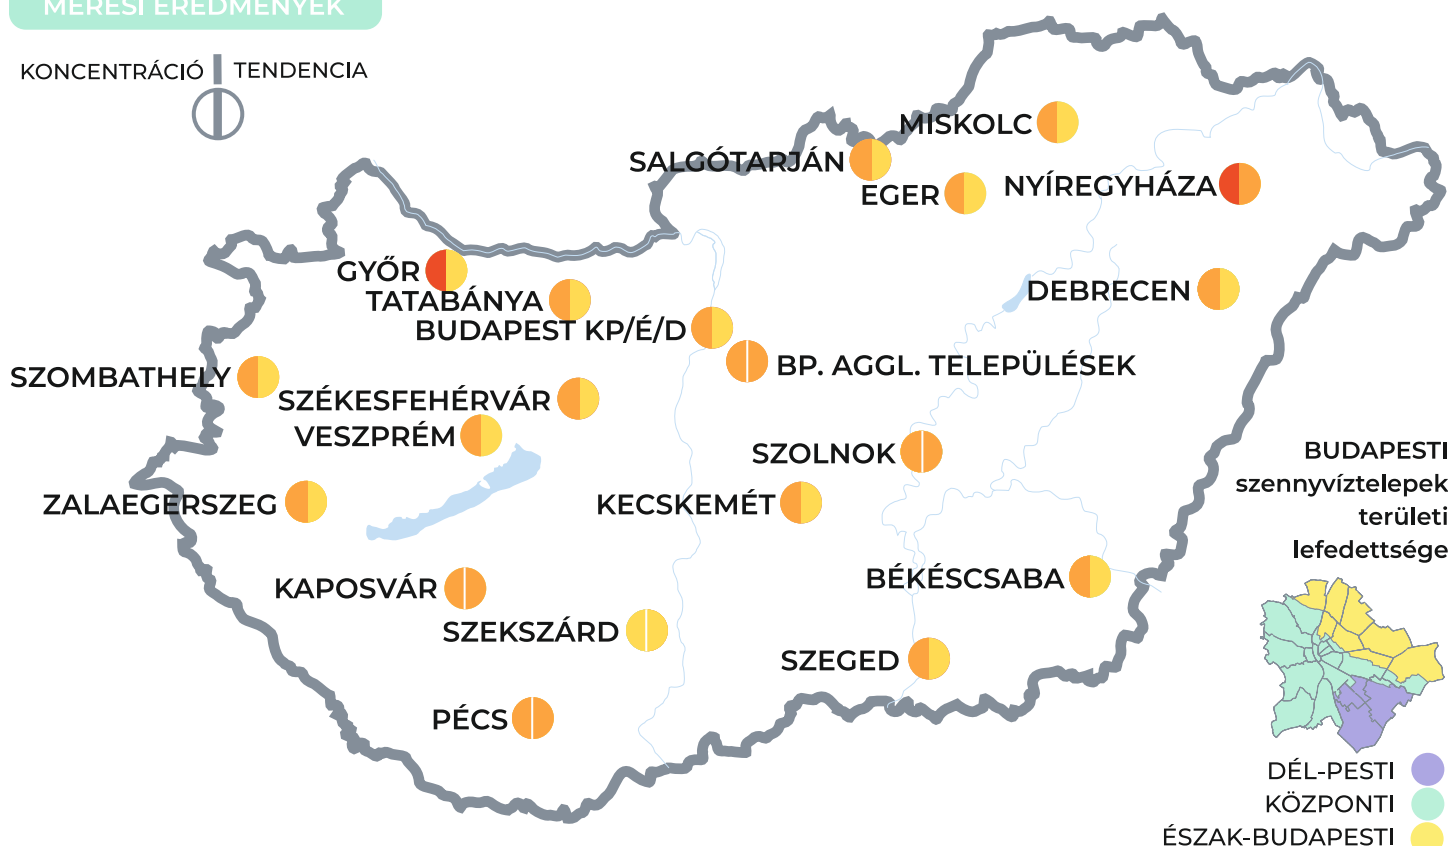 MÉRÉSI EREDMÉNYEK
KONCENTRÁCIÓ TENDENCIA
MISKOLC
SALGÓTARJÁN
EGER
NYÍREGYHÁZA
GYŐR
TATABÁNYA
DEBRECEN
BUDAPEST KP/É/D
BP. AGGL. TELEPÜLÉSEK
SZOMBATHELY
SZÉKESFEHÉRVÁR
VESZPRÉM
SZOLNOK
ZALAEGERSZEG
KECSKEMÉT
KAPOSVÁR
BÉKÉSCSABA
SZEKSZÁRD
SZEGED
PÉCS
BUDAPESTI
szennyvíztelepek
területi
lefedettsége
DÉL-PESTI
KÖZPONTI
ÉSZAK-BUDAPESTI